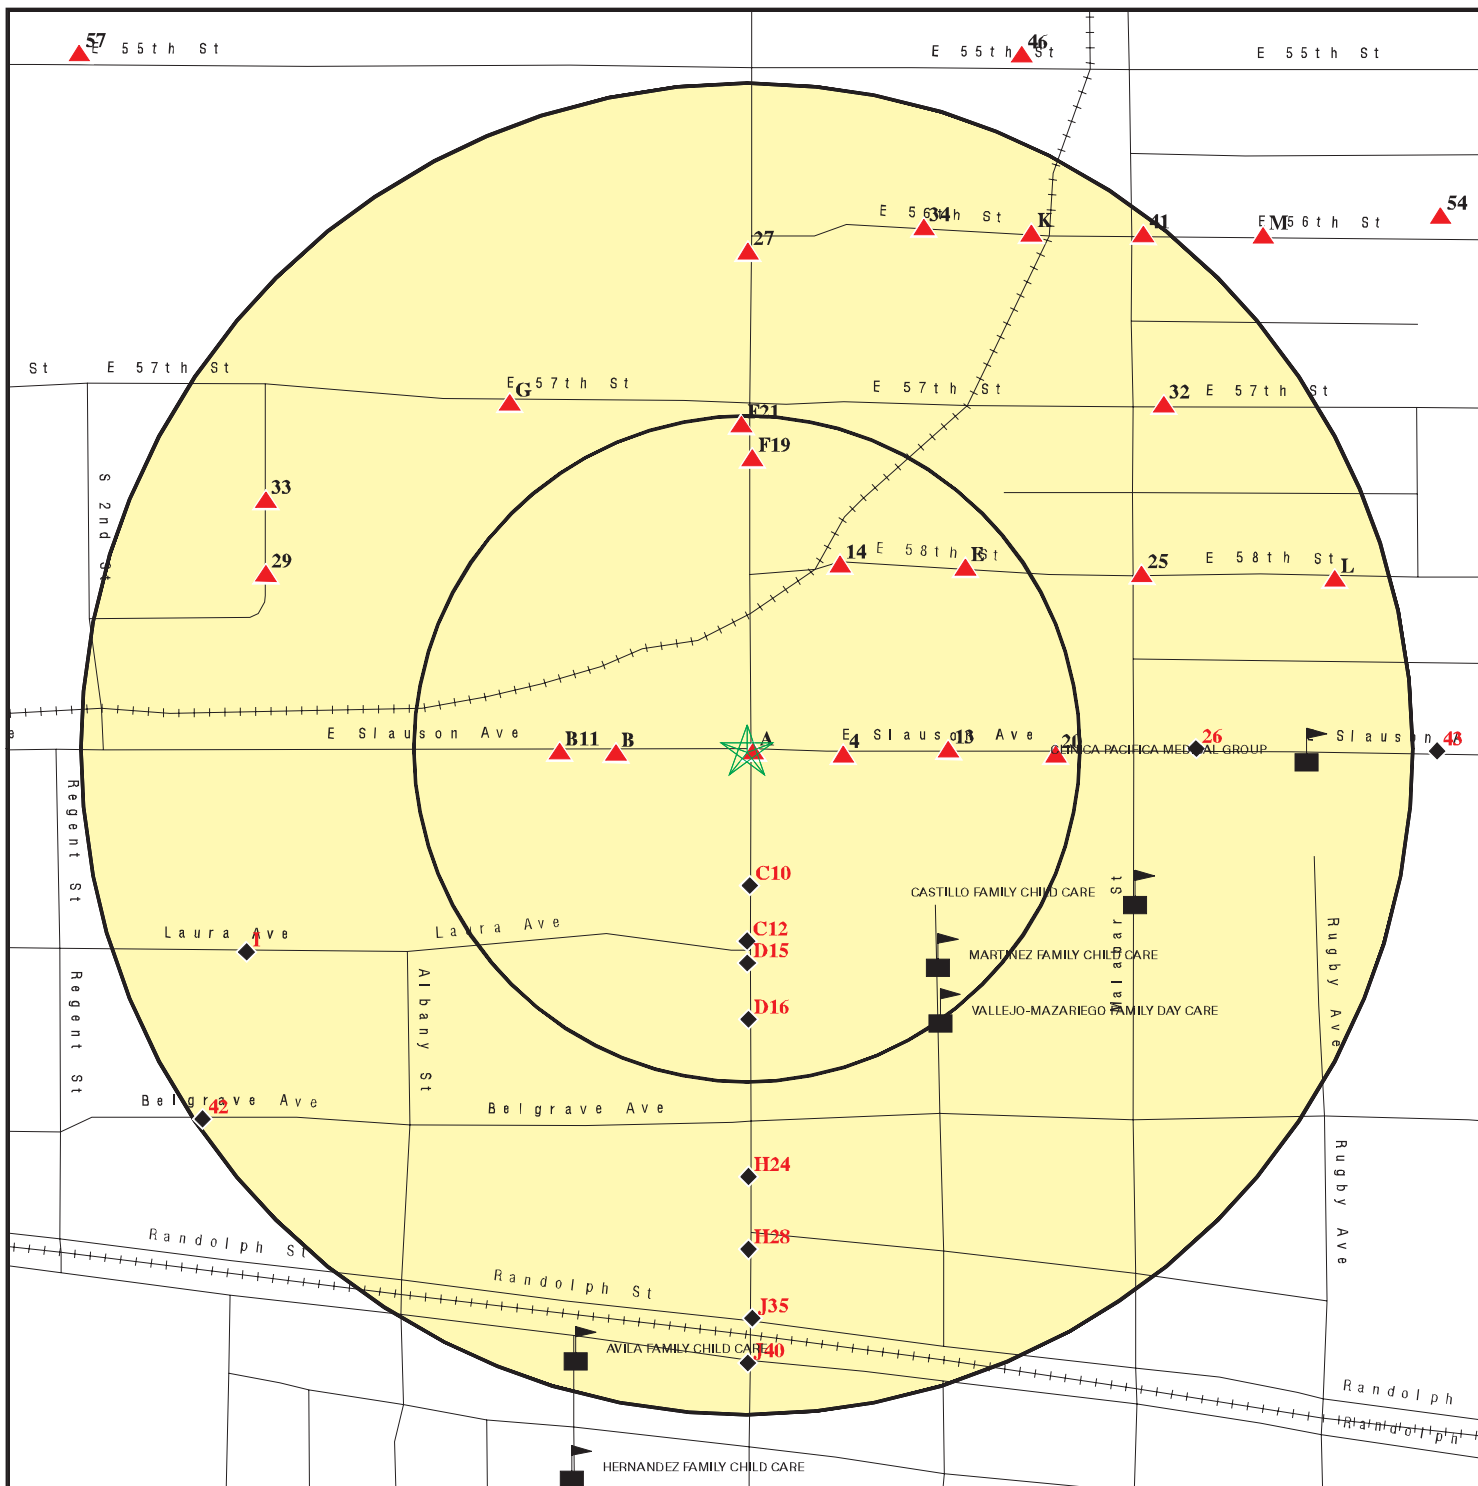 57
E 55th St
46
E 55th St
E 55th St
54
E 56th St
34
K
41
M
E 56th St
27
St
E 57th St
G
E 57th St
E 57th St
32
E 57th St
F21
F19
S 2nd St
33
29
14
E 58th St
E
25
E 58th St
L
e
E Slauson Ave
B11
B
A
4
E Slauson Ave
13
20
CLINICA PACIFICA MEDICAL GROUP
26
E Slauson
43
Regent St
C10
CASTILLO FAMILY CHILD CARE
Malabar St
Laura Ave
1
Laura Ave
C12
D15
MARTINEZ FAMILY CHILD CARE
Rugby Ave
Regent St
Albany St
D16
VALLEJO-MAZARIEGO FAMILY DAY CARE
Belgrave Ave
42
Belgrave Ave
H24
Rugby Ave
Randolph St
H28
Randolph St
J35
AVILA FAMILY CHILD CARE
J40
Randolph
Randolph
HERNANDEZ FAMILY CHILD CARE